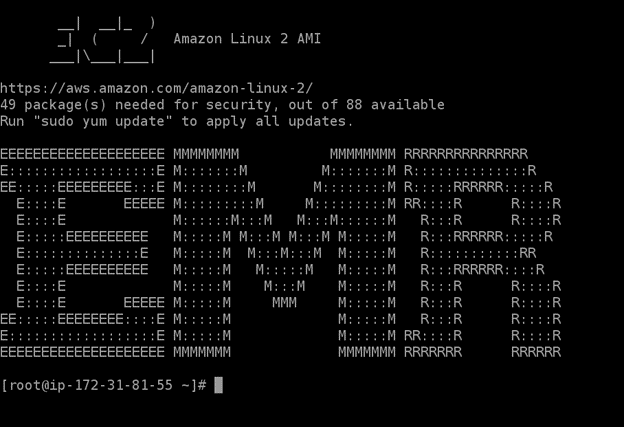 __|  __|_  )
       _|  (     /   Amazon Linux 2 AMI
      ___|\___|___|
https://aws.amazon.com/amazon-linux-2/
49 package(s) needed for security, out of 88 available
Run "sudo yum update" to apply all updates.
EEEEEEEEEEEEEEEEEEEE MMMMMMMM           MMMMMMMM RRRRRRRRRRRRRRR
E::::::::::::::::::E M:::::::M         M:::::::M R::::::::::::::R
EE:::::EEEEEEEEE:::E M::::::::M       M::::::::M R:::::RRRRRR:::::R
  E::::E       EEEEE M:::::::::M     M:::::::::M RR::::R      R::::R
  E::::E             M::::::M:::M   M:::M::::::M   R:::R      R::::R
  E:::::EEEEEEEEEE   M:::::M M:::M M:::M M:::::M   R:::RRRRRR:::::R
  E::::::::::::::E   M:::::M  M:::M:::M  M:::::M   R:::::::::::RR
  E:::::EEEEEEEEEE   M:::::M   M:::::M   M:::::M   R:::RRRRRR::::R
  E::::E             M:::::M    M:::M    M:::::M   R:::R      R::::R
  E::::E       EEEEE M:::::M     MMM     M:::::M   R:::R      R::::R
EE:::::EEEEEEEE::::E M:::::M             M:::::M   R:::R      R::::R
E::::::::::::::::::E M:::::M             M:::::M RR::::R      R::::R
EEEEEEEEEEEEEEEEEEEE MMMMMMM             MMMMMMM RRRRRRR      RRRRRR
[root@ip-172-31-81-55 ~]#